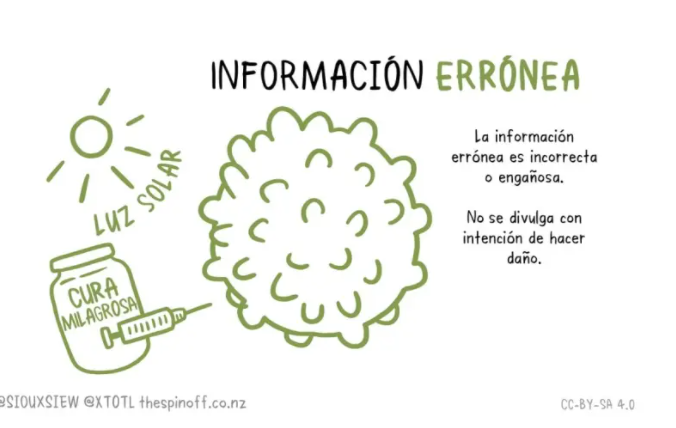 INFORMACIÓN ERRÓNEA
LUZ SOLAR
CURA
MILAGROSA
La información
errónea es incorrecta
o engañosa.
No se divulga con
intención de hacer
daño.
@SIOUXSIEW @XTOTL thespinoff.co.nz
CC-BY-SA 4.0